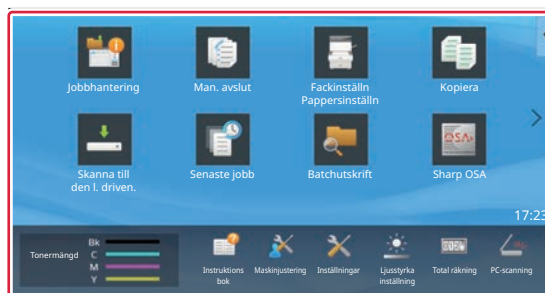 Jobbhantering
Man. avslut
Fackinställn
Pappersinställn
Kopiera
Skanna till
den l. driven.
Senaste jobb
Batchutskrift
OSA
Sharp OSA
17:23
Tonermängd
Bk
C
M
Y
Instruktions
bok
Maskinjustering
Inställningar
Ljusstyrka
inställning
Total räkning
PC-scanning